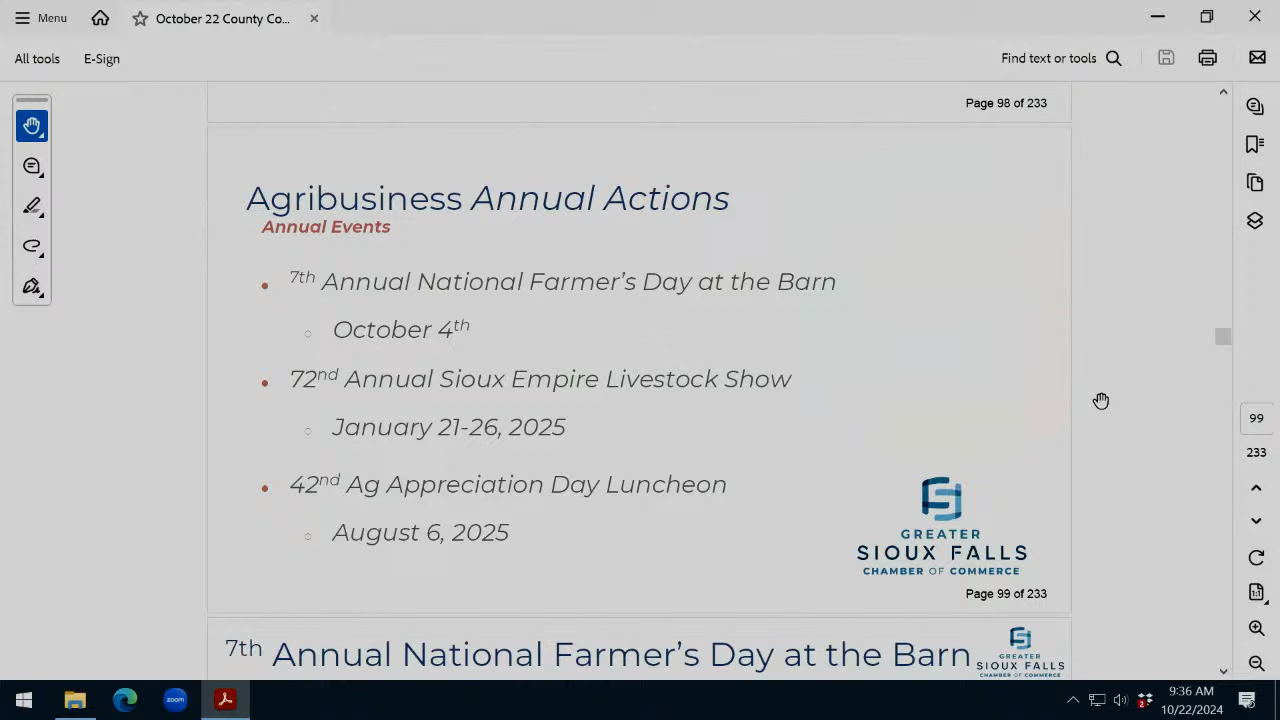 Menu
October 22 County Co...
All tools
E-Sign
Find text or tools
Page 98 of 233
Agribusiness Annual Actions
Annual Events
7th Annual National Farmer's Day at the Barn
October 4th
72nd Annual Sioux Empire Livestock Show
January 21-26, 2025
42nd Ag Appreciation Day Luncheon
August 6, 2025
GREATER
SIOUX FALLS
CHAMBER OF COMMERCE
Page 99 of 233
99
233
1:1
7th Annual National Farmer's Day at the Barn
GREATER
SIOUX FALLS
CHAMBER OF COMMERCE
zoom
2
9:36 AM
10/22/2024